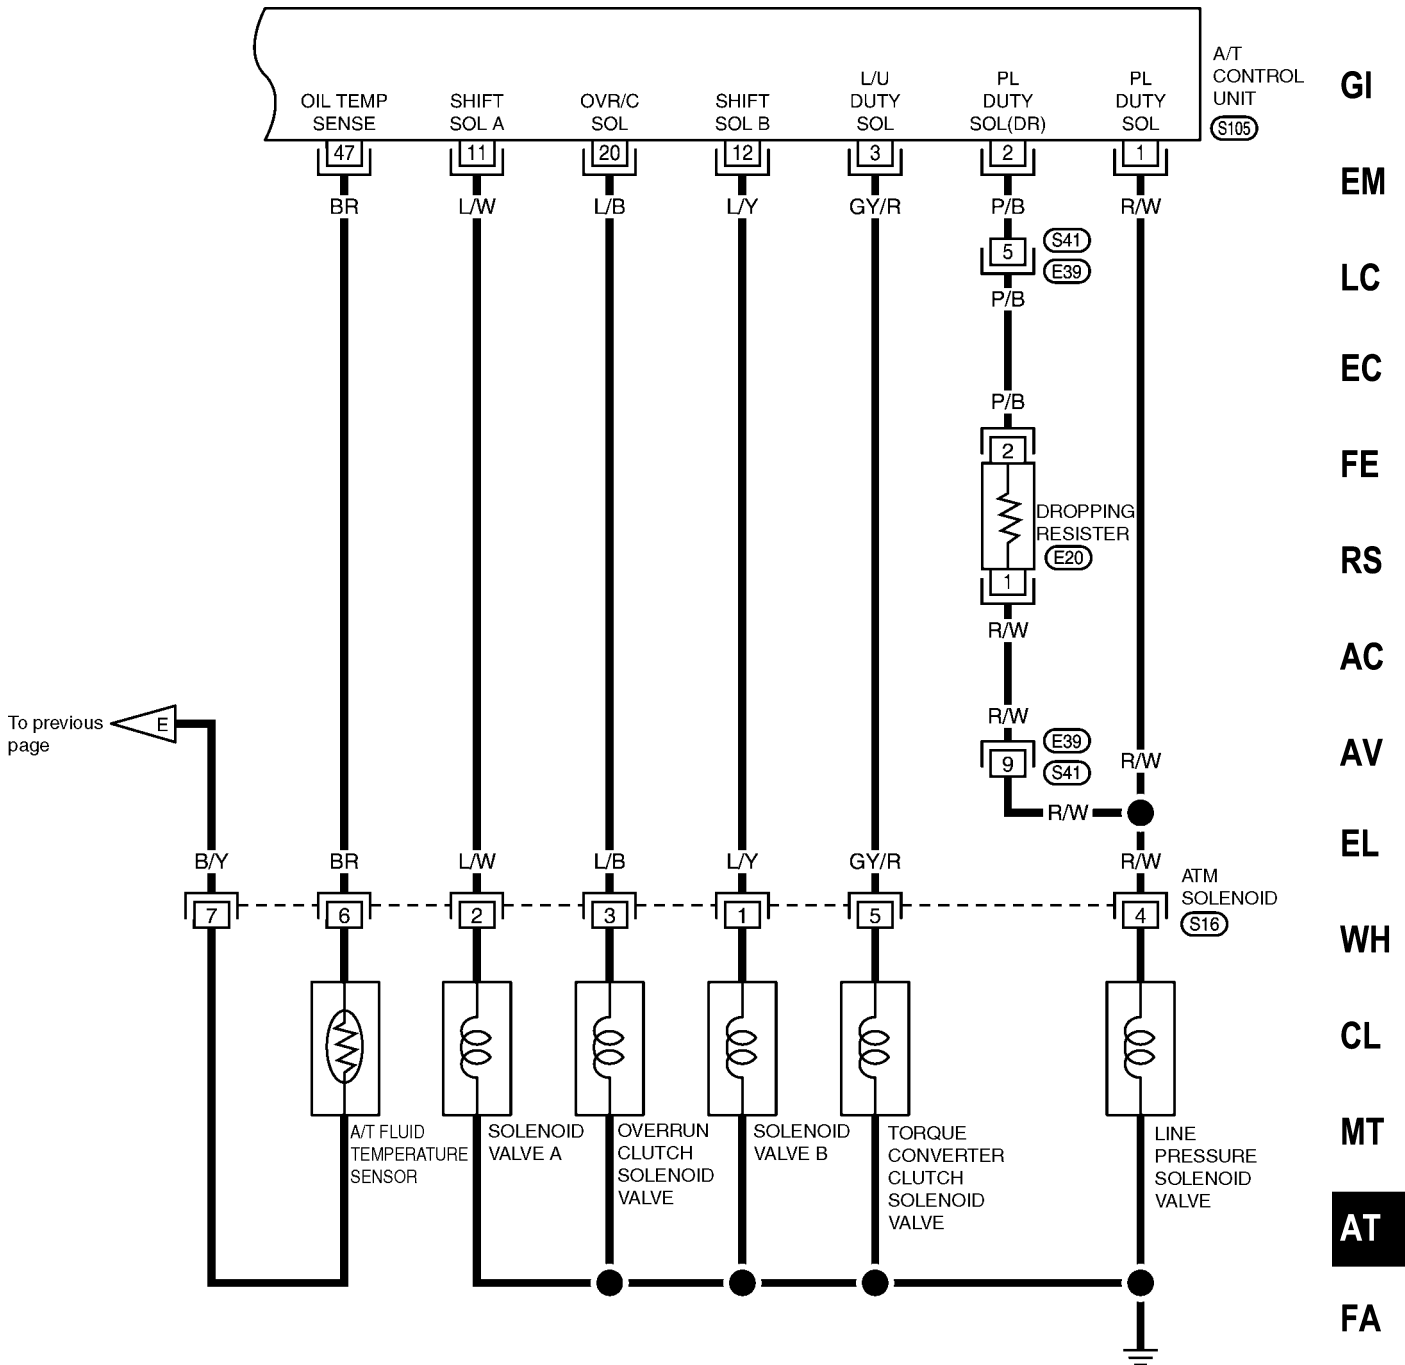 A/T
CONTROL
UNIT
S105
OIL TEMP
SENSE
SHIFT
SOL A
OVR/C
SOL
SHIFT
SOL B
L/U
DUTY
SOL
PL
DUTY
SOL(DR)
PL
DUTY
SOL
47 11 20 12 3 2 1
BR L/W L/B L/Y GY/R P/B R/W
5
S41
E39
P/B
P/B
2
DROPPING
RESISTER
E20
1
R/W
R/W
9
E39
S41
R/W
R/W
To previous
page
E
B/Y BR L/W L/B L/Y GY/R R/W
7 6 2 3 1 5 4
ATM
SOLENOID
S16
A/T FLUID
TEMPERATURE
SENSOR
SOLENOID
VALVE A
OVERRUN
CLUTCH
SOLENOID
VALVE
SOLENOID
VALVE B
TORQUE
CONVERTER
CLUTCH
SOLENOID
VALVE
LINE
PRESSURE
SOLENOID
VALVE
GI
EM
LC
EC
FE
RS
AC
AV
EL
WH
CL
MT
AT
FA